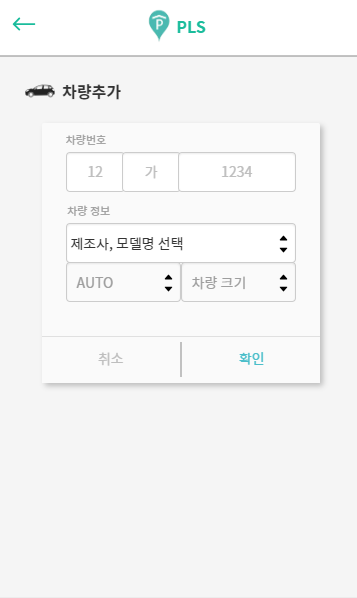 PLS
차량추가
차량번호
12 가 1234
차량 정보
제조사, 모델명 선택
AUTO 차량 크기
취소 확인